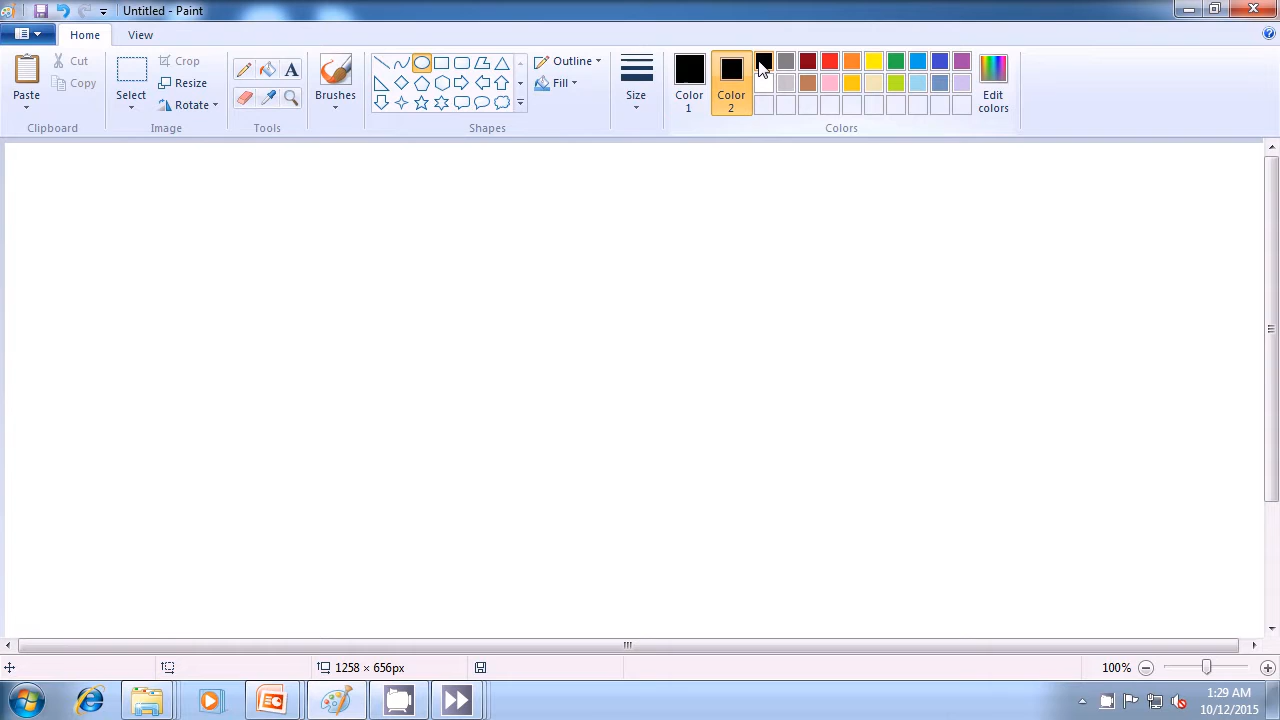 Untitled - Paint
Home
View
Paste
Cut
Copy
Clipboard
Select
Crop
Resize
Rotate
Image
A
Tools
Brushes
Outline
Fill
Shapes
Size
Color 1
Color 2
Edit colors
Colors
1258 × 656px
100%
1:29 AM
10/12/2015